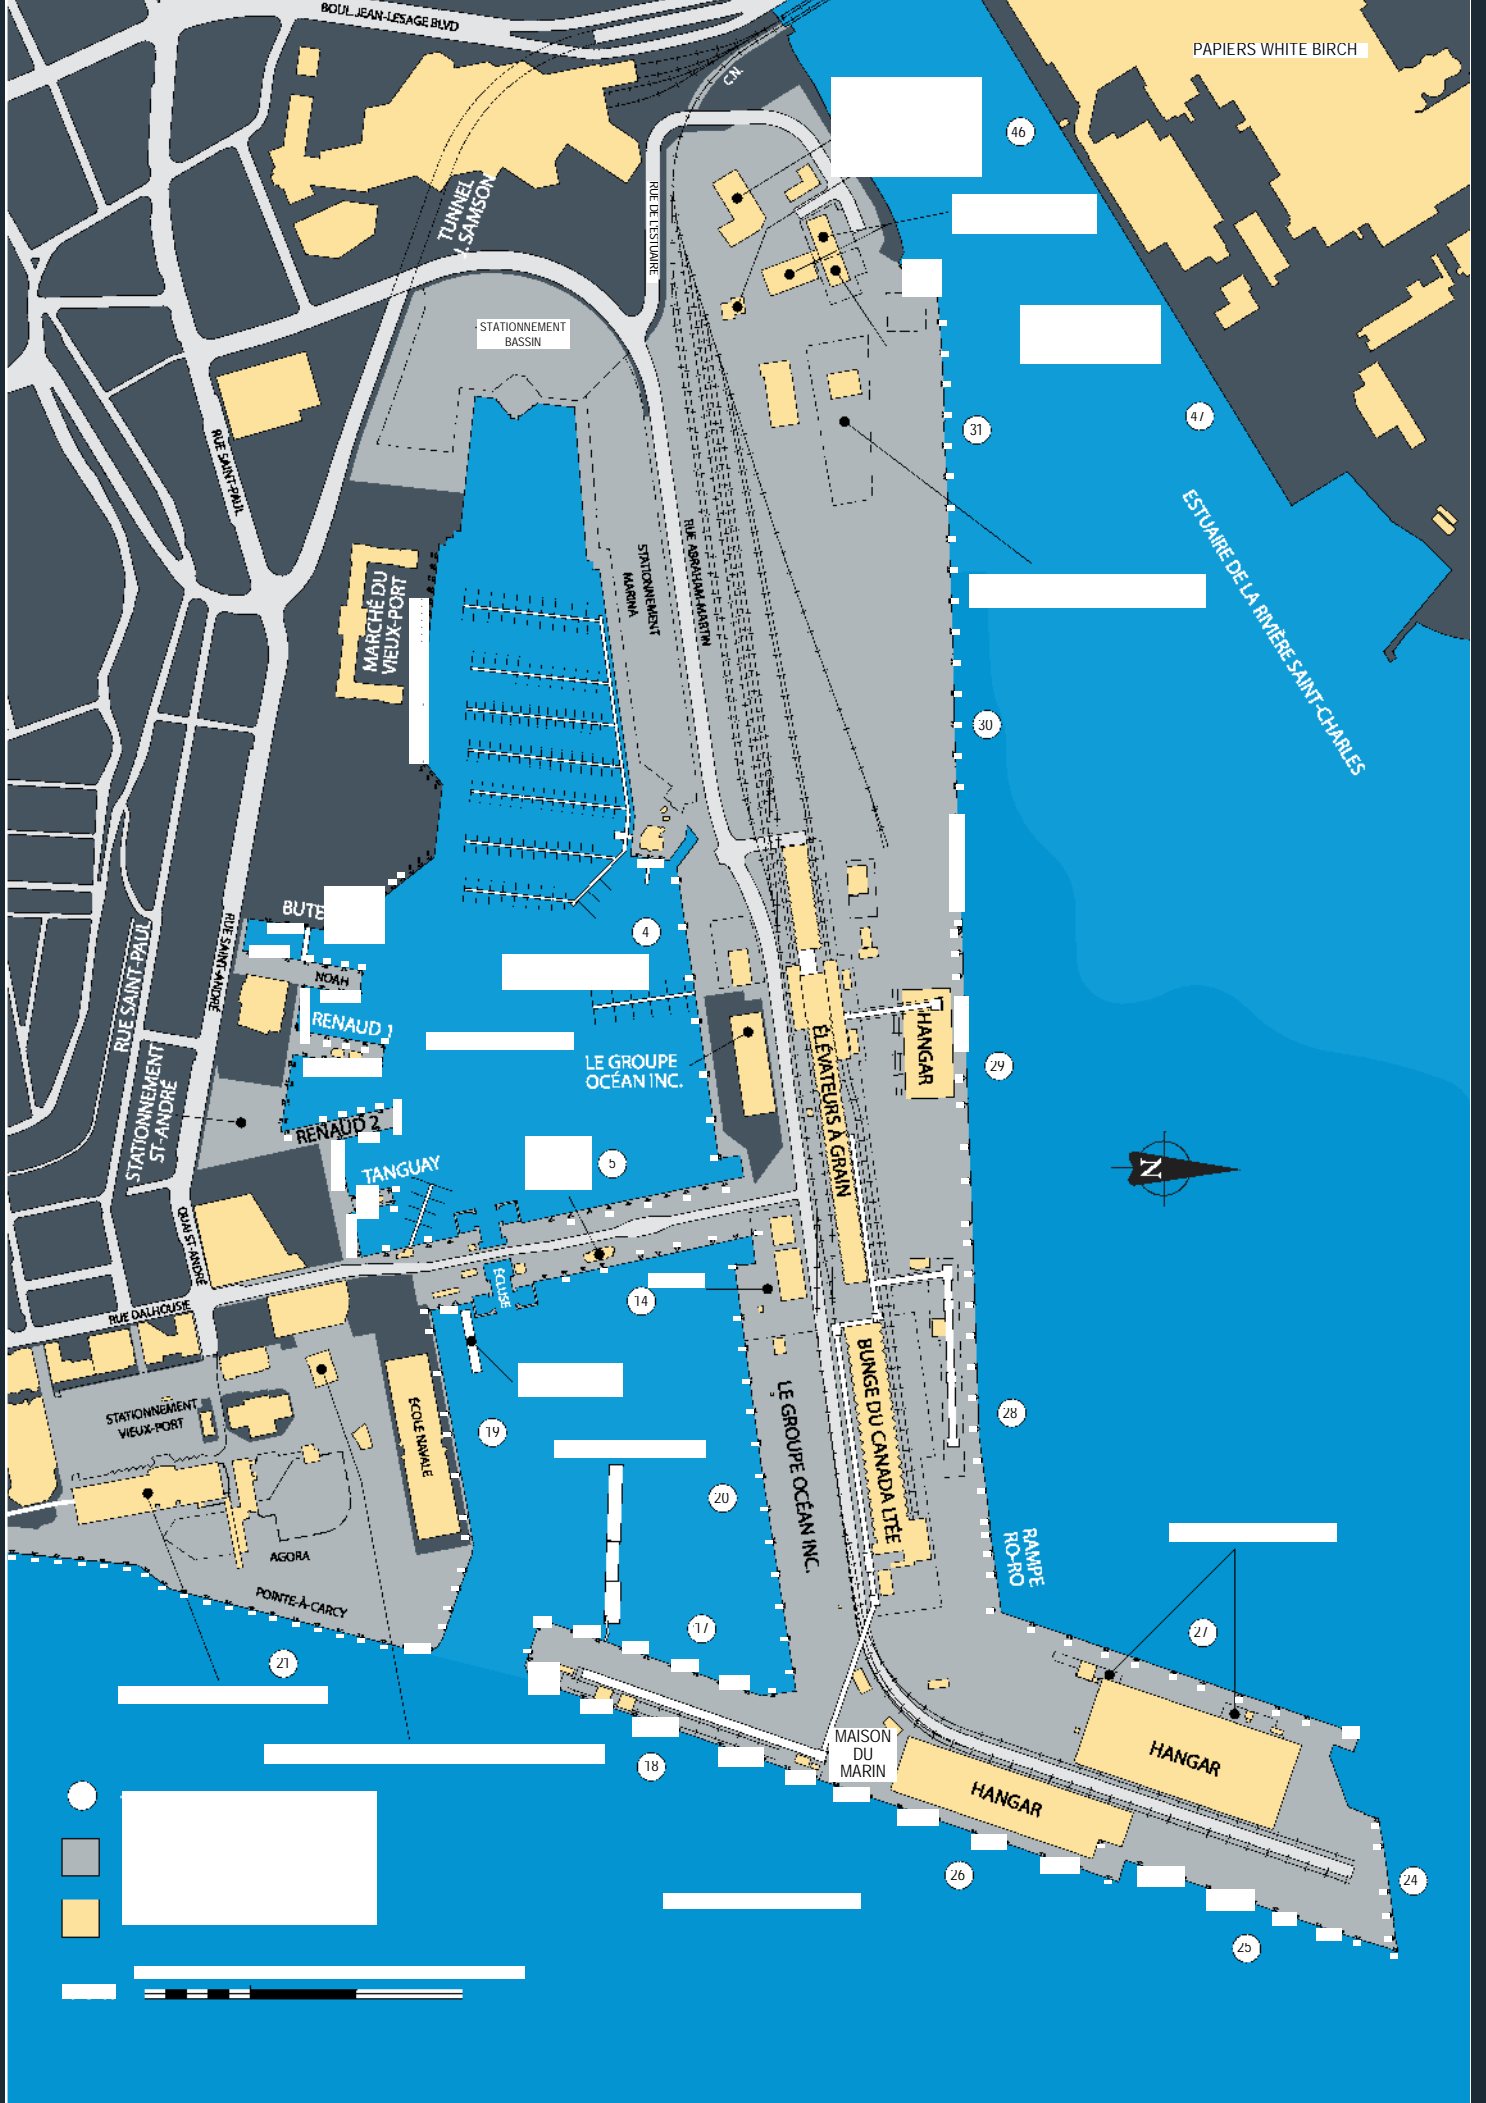 BOUL. JEAN-LESAGE BLVD
PAPIERS WHITE BIRCH
C.N.
46
TUNNEL
J. SAMSON
RUE DE L'ESTUAIRE
STATIONNEMENT
BASSIN
31
47
RUE SAINT-PAUL
ESTUAIRE DE LA RIVIÈRE SAINT-CHARLES
RUE ABRAHAM-MARTIN
STATIONNEMENT
MARINA
MARCHÉ DU
VIEUX-PORT
30
BUTE
4
RUE SAINT-PAUL
RUE SAINT-ANDRÉ
NOAH
RENAUD 1
LE GROUPE
OCÉAN INC.
ÉLÉVATEURS À GRAIN
HANGAR
29
STATIONNEMENT
ST-ANDRÉ
RENAUD 2
TANGUAY
5
N
QUAI ST-ANDRÉ
RUE DALHOUSIE
ÉCLUSE
14
STATIONNEMENT
VIEUX-PORT
ÉCOLE NAVALE
19
LE GROUPE OCÉAN INC.
BUNGE DU CANADA LTÉE
28
20
RAMPE
RO-RO
AGORA
POINTE-À-CARCY
21
17
27
18
MAISON
DU
MARIN
HANGAR
HANGAR
26
24
25